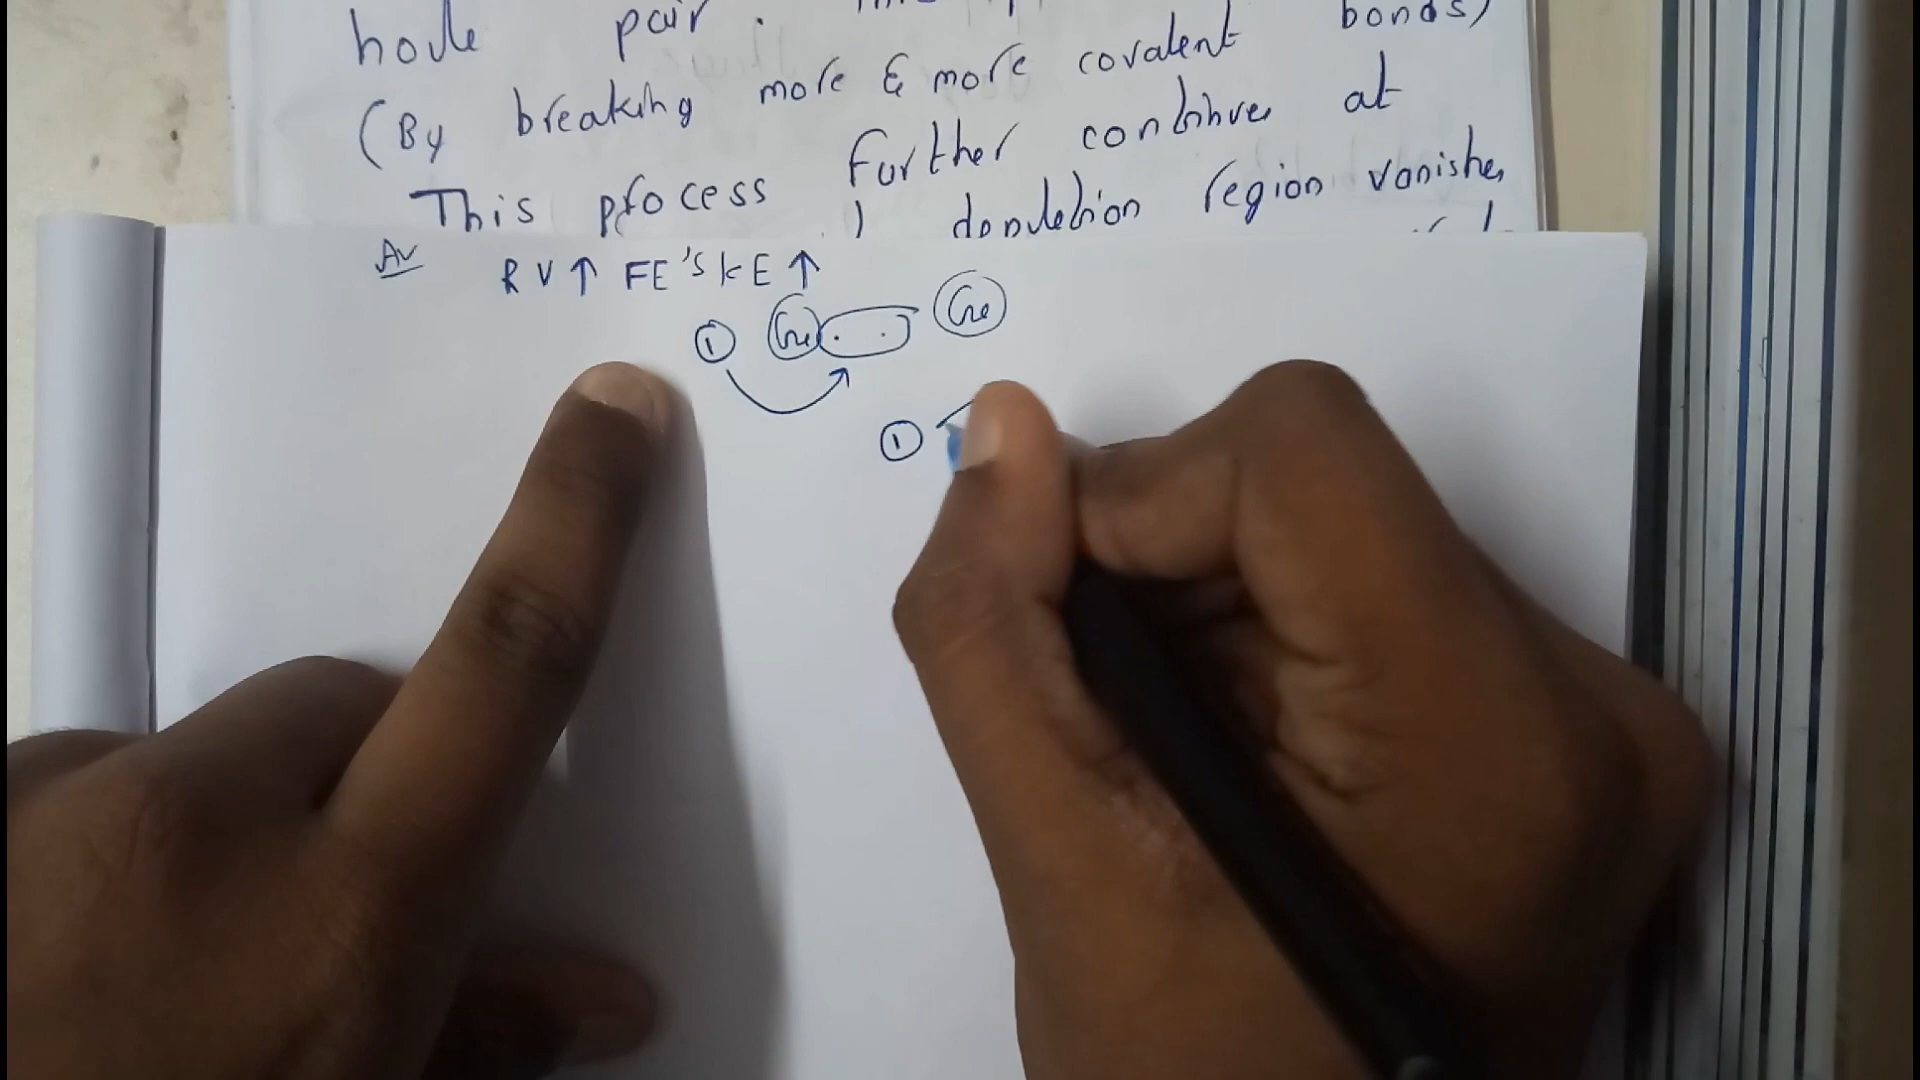 hole pair.
(By breaking more & more covalent bonds)
This process further continues at
depletion region vanishes
Av
RV↑ FE's KE↑
① Ge Ge
①